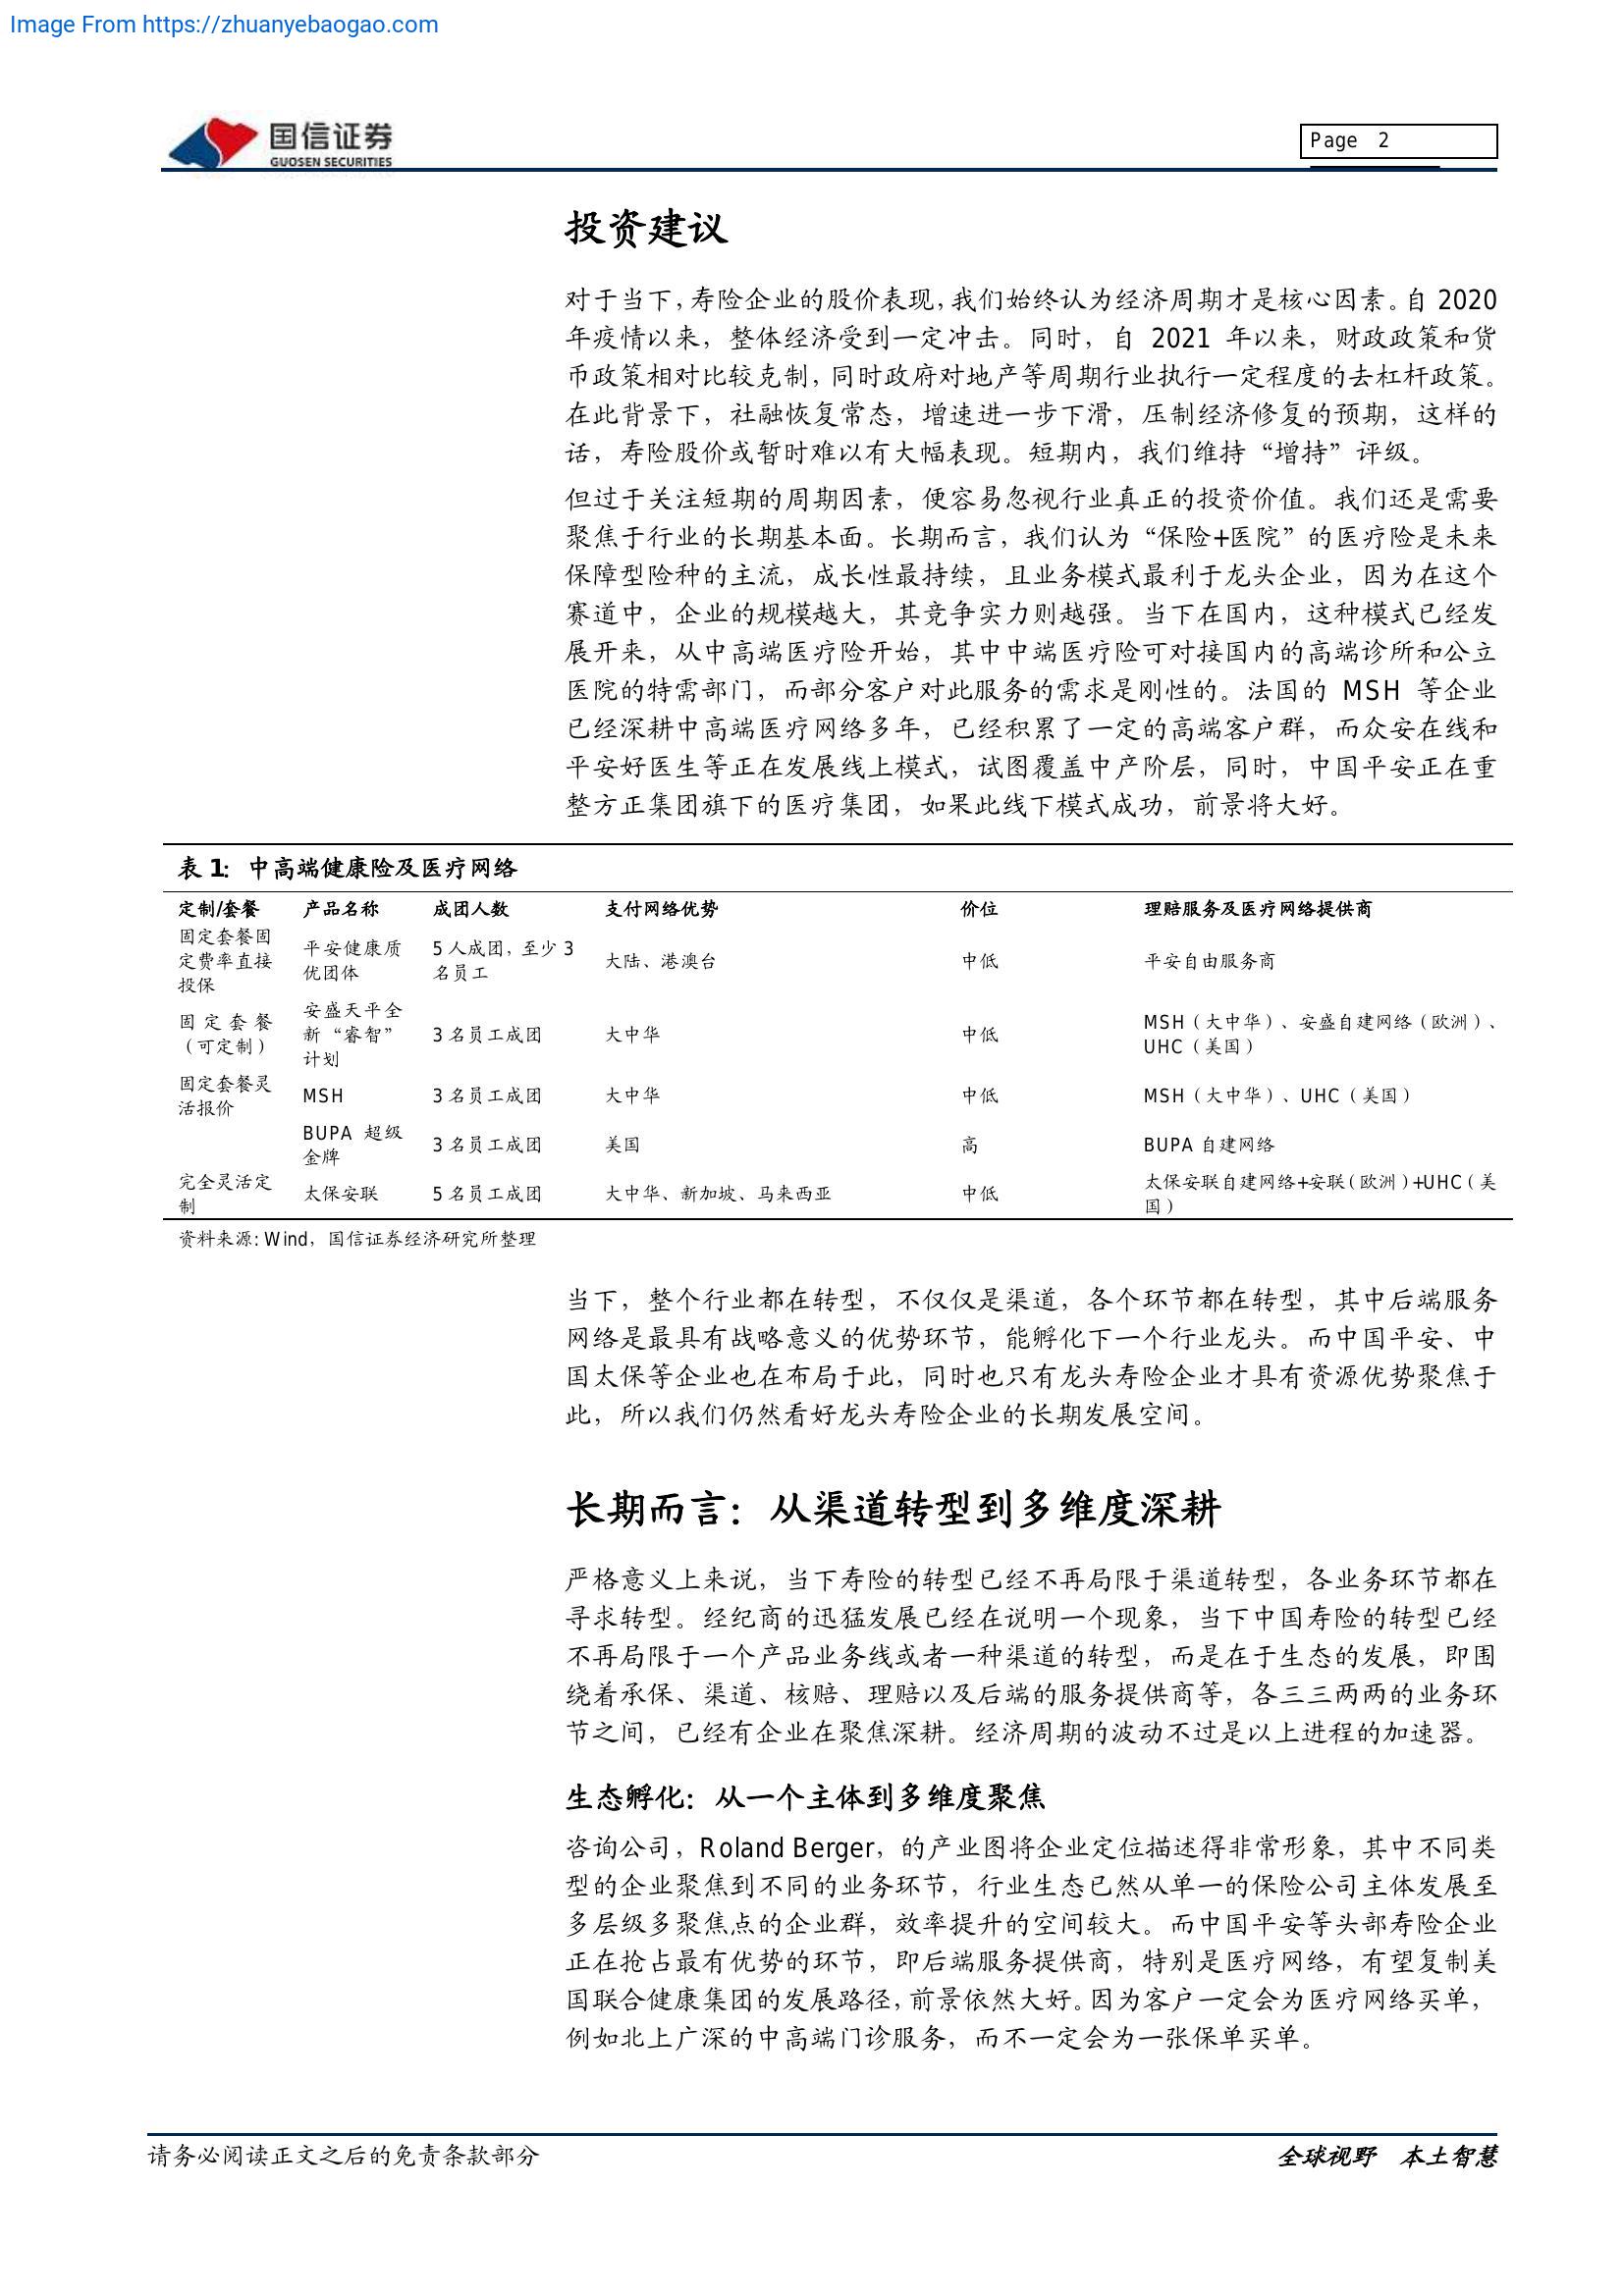 Image From https://zhuanyebaogao.com
国信证券
GUOSEN SECURITIES
Page 2
投资建议
对于当下，寿险企业的股价表现，我们始终认为经济周期才是核心因素。自 2020
年疫情以来，整体经济受到一定冲击。同时，自 2021 年以来，财政政策和货
币政策相对比较克制，同时政府对地产等周期行业执行一定程度的去杠杆政策。
在此背景下，社融恢复常态，增速进一步下滑，压制经济修复的预期，这样的
话，寿险股价或暂时难以有大幅表现。短期内，我们维持“增持”评级。
但过于关注短期的周期因素，便容易忽视行业真正的投资价值。我们还是需要
聚焦于行业的长期基本面。长期而言，我们认为“保险+医院”的医疗险是未来
保障型险种的主流，成长性最持续，且业务模式最利于龙头企业，因为在这个
赛道中，企业的规模越大，其竞争实力则越强。当下在国内，这种模式已经发
展开来，从中高端医疗险开始，其中中端医疗险可对接国内的高端诊所和公立
医院的特需部门，而部分客户对此服务的需求是刚性的。法国的 MSH 等企业
已经深耕中高端医疗网络多年，已经积累了一定的高端客户群，而众安在线和
平安好医生等正在发展线上模式，试图覆盖中产阶层，同时，中国平安正在重
整方正集团旗下的医疗集团，如果此线下模式成功，前景将大好。
表 1：中高端健康险及医疗网络
定制/套餐 产品名称 成团人数 支付网络优势 价位 理赔服务及医疗网络提供商
固定套餐固
定费率直接
投保
平安健康质
优团体
5 人成团，至少 3
名员工
大陆、港澳台
中低
平安自由服务商
固定套餐
（可定制）
安盛天平全
新“睿智”
计划
3 名员工成团
大中华
中低
MSH（大中华）、安盛自建网络（欧洲）、
UHC（美国）
固定套餐灵
活报价
MSH
3 名员工成团
大中华
中低
MSH（大中华）、UHC（美国）
BUPA 超级
金牌
3 名员工成团
美国
高
BUPA 自建网络
完全灵活定
制
太保安联
5 名员工成团
大中华、新加坡、马来西亚
中低
太保安联自建网络+安联（欧洲）+UHC（美
国）
资料来源：Wind，国信证券经济研究所整理
当下，整个行业都在转型，不仅仅是渠道，各个环节都在转型，其中后端服务
网络是最具有战略意义的优势环节，能孵化下一个行业龙头。而中国平安、中
国太保等企业也在布局于此，同时也只有龙头寿险企业才具有资源优势聚焦于
此，所以我们仍然看好龙头寿险企业的长期发展空间。
长期而言：从渠道转型到多维度深耕
严格意义上来说，当下寿险的转型已经不再局限于渠道转型，各业务环节都在
寻求转型。经纪商的迅猛发展已经在说明一个现象，当下中国寿险的转型已经
不再局限于一个产品业务线或者一种渠道的转型，而是在于生态的发展，即围
绕着承保、渠道、核赔、理赔以及后端的服务提供商等，各三三两两的业务环
节之间，已经有企业在聚焦深耕。经济周期的波动不过是以上进程的加速器。
生态孵化：从一个主体到多维度聚焦
咨询公司，Roland Berger，的产业图将企业定位描述得非常形象，其中不同类
型的企业聚焦到不同的业务环节，行业生态已然从单一的保险公司主体发展至
多层级多聚焦点的企业群，效率提升的空间较大。而中国平安等头部寿险企业
正在抢占最有优势的环节，即后端服务提供商，特别是医疗网络，有望复制美
国联合健康集团的发展路径，前景依然大好。因为客户一定会为医疗网络买单，
例如北上广深的中高端门诊服务，而不一定会为一张保单买单。
请务必阅读正文之后的免责条款部分
全球视野 本土智慧